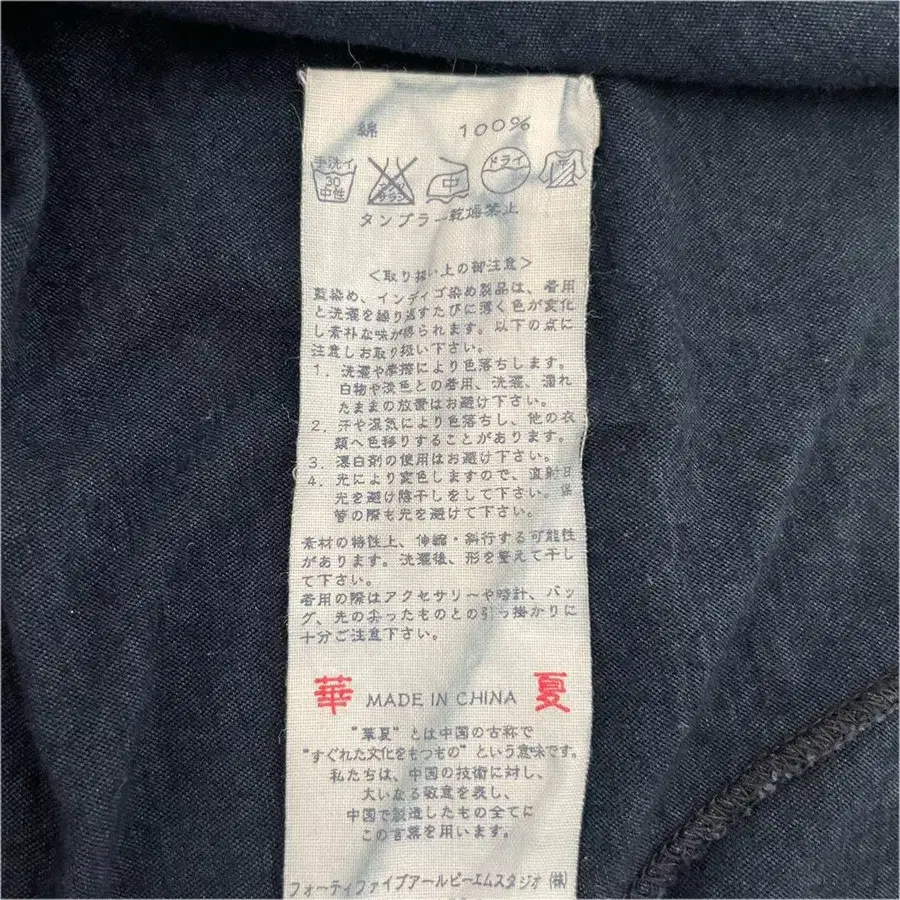 綿 100%
手洗イ
30
中性
中
ドライ
タンブラー乾燥禁止
<取り扱い上の御注意>
藍染め、インディゴ染め製品は、着用
と洗濯を繰り返すたびに薄く色が変化
し素朴な味が得られます。以下の点に
注意しお取り扱い下さい。
1. 洗濯や摩擦により色落ちします。
白物や淡色との着用、洗濯、濡れ
たままの放置はお避け下さい。
2. 汗や湿気により色落ちし、他の衣
類へ色移りすることがあります。
3. 漂白剤の使用はお避け下さい。
4. 光により変色しますので、直射日
光を避け陰干しをして下さい。保
管の際も光を避けて下さい。
素材の特性上、伸縮・斜行する可能性
があります。洗濯後、形を整えて干し
て下さい。
着用の際はアクセサリーや時計、バッ
グ、先の尖ったものとの引っ掛かりに
十分ご注意下さい。
華 MADE IN CHINA 夏
"華夏" とは中国の古称で
"すぐれた文化をもつもの" という意味です。
私たちは、中国の技術に対し、
大いなる敬意を表し、
中国で製造したもの全てに
この言葉を用います。
フォーティファイブアールピーエムスタジオ(株)